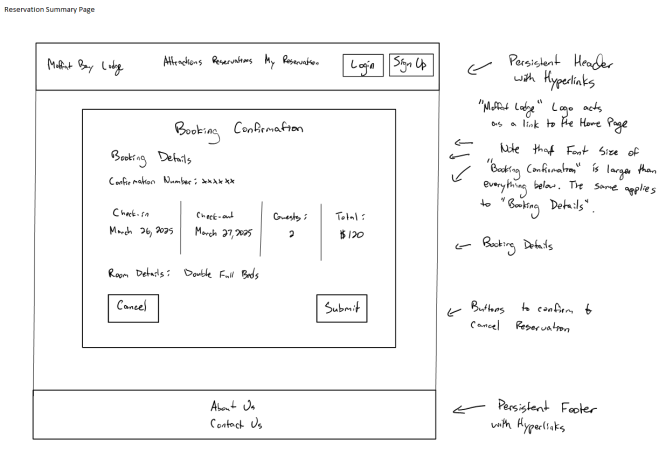 Reservation Summary Page
Moffat Bay Lodge Attractions Reservations My Reservation Login Sign Up
Booking Confirmation
Booking Details
Confirmation Number: xxxxxx
Check-in Check-out Guests: Total:
March 26, 2025 March 27, 2025 2 $120
Room Details: Double Full Beds
Cancel Submit
About Us
Contact Us
Persistent Header
with Hyperlinks
"Moffat Lodge" Logo acts
as a link to the Home Page
Note that Font Size of
"Booking Confirmation" is larger than
everything below. The same applies
to "Booking Details".
Booking Details
Buttons to confirm &
Cancel Reservation
Persistent Footer
with Hyperlinks